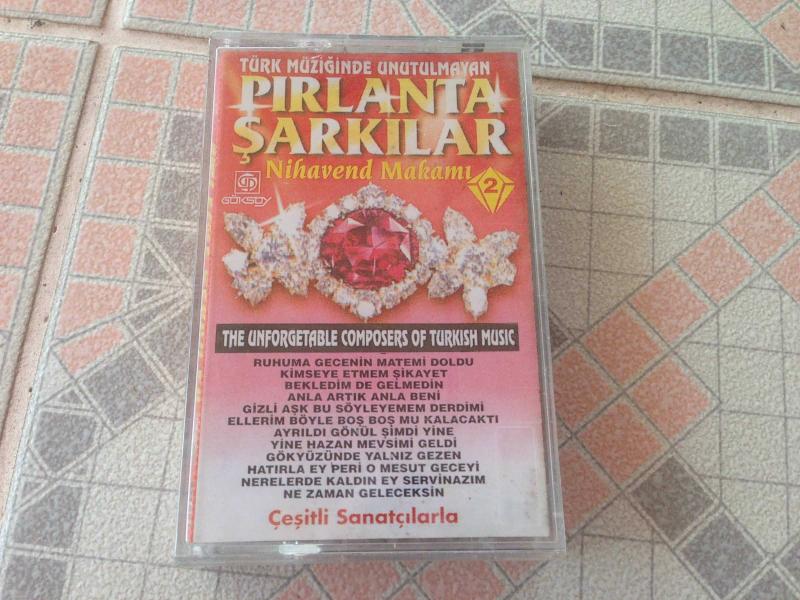 TÜRK MÜZİĞİNDE UNUTULMAYAN
PIRLANTA
ŞARKILAR
Nihavend Makamı
2
GÖKSOY
THE UNFORGETABLE COMPOSERS OF TURKISH MUSIC
RUHUMA GECENİN MATEMİ DOLDU
KİMSEYE ETMEM ŞİKAYET
BEKLEDİM DE GELMEDİN
ANLA ARTIK ANLA BENİ
GİZLİ AŞK BU SÖYLEYEMEM DERDİMİ
ELLERİM BÖYLE BOŞ BOŞ MU KALACAKTI
AYRILDI GÖNÜL ŞİMDİ YİNE
YİNE HAZAN MEVSİMİ GELDİ
GÖKYÜZÜNDE YALNIZ GEZEN
HATIRLA EY PERİ O MESUT GECEYİ
NERELERDE KALDIN EY SERVİNAZIM
NE ZAMAN GELECEKSİN
Çeşitli Sanatçılarla